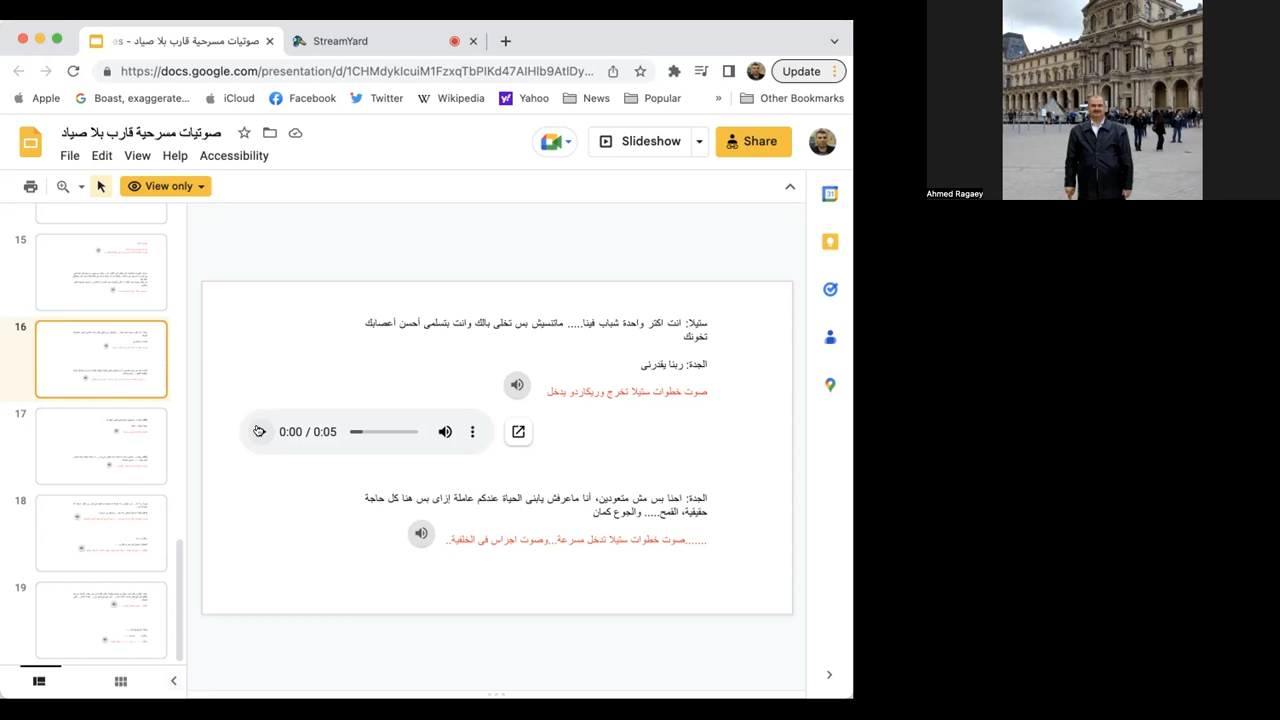 صوتيات مسرحية قارب بلا صياد - es
StreamYard
https://docs.google.com/presentation/d/1CHMdykIcuiM1FzxqTbPIKd47AIHlb9AtlDy...
Update
Apple
Boast, exaggerate...
iCloud
Facebook
Twitter
Wikipedia
Yahoo
News
Popular
»
Other Bookmarks
صوتيات مسرحية قارب بلا صياد
Slideshow
Share
File Edit View Help Accessibility
View only
31
15
16
17
18
19
ستيلا: انت اكتر واحدة شباب فينا..... ماتنسيش بس تخلى بالك وانت بتسلمى أحسن أعصابك
تخونك
الجدة: ربنا يقدرنى
صوت خطوات ستيلا تخرج وريكاردو يدخل
0:00 / 0:05
الجدة: احنا بس مش متعودين، أنا ماعرفش يابنى الحياة عندكم عاملة إزاى بس هنا كل حاجة
حقيقية، القمح..... والجوع كمان
.......صوت خطوات ستيلا تدخل مسرعة...وصوت اجراس فى الخلفية..
Ahmed Ragaey